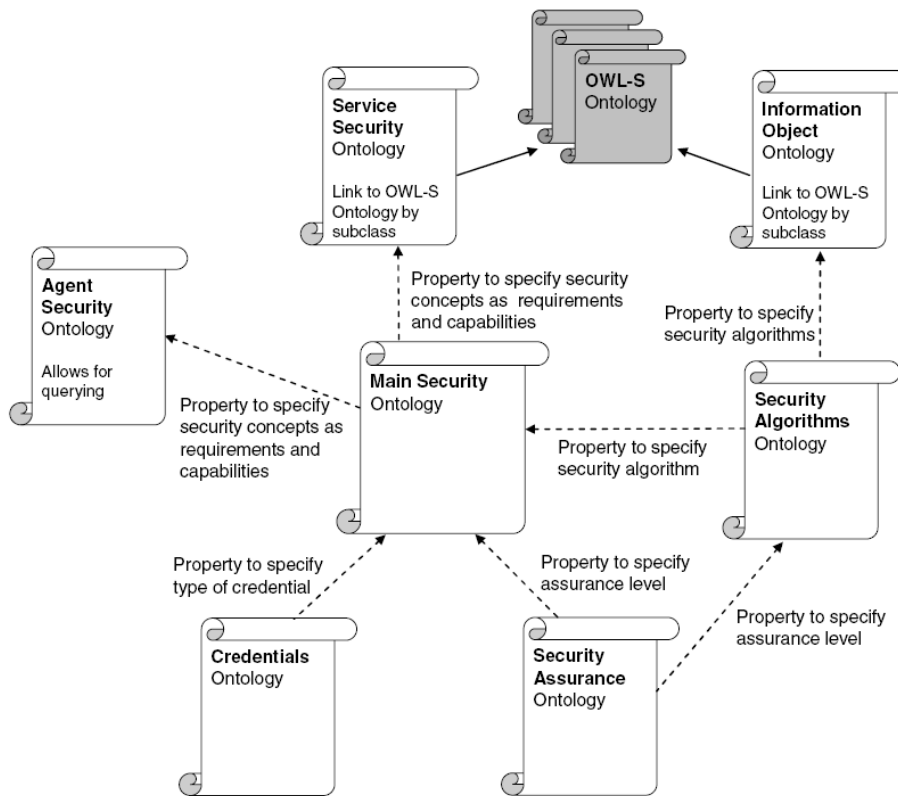 OWL-S
Ontology
Service
Security
Ontology
Link to OWL-S
Ontology by
subclass
Information
Object
Ontology
Link to OWL-S
Ontology by
subclass
Agent
Security
Ontology
Allows for
querying
Property to specify security
concepts as requirements
and capabilities
Property to specify
security algorithms
Main Security
Ontology
Security
Algorithms
Ontology
Property to specify
security concepts as
requirements and
capabilities
Property to specify
security algorithm
Property to specify
type of credential
Property to specify
assurance level
Property to specify
assurance level
Credentials
Ontology
Security
Assurance
Ontology